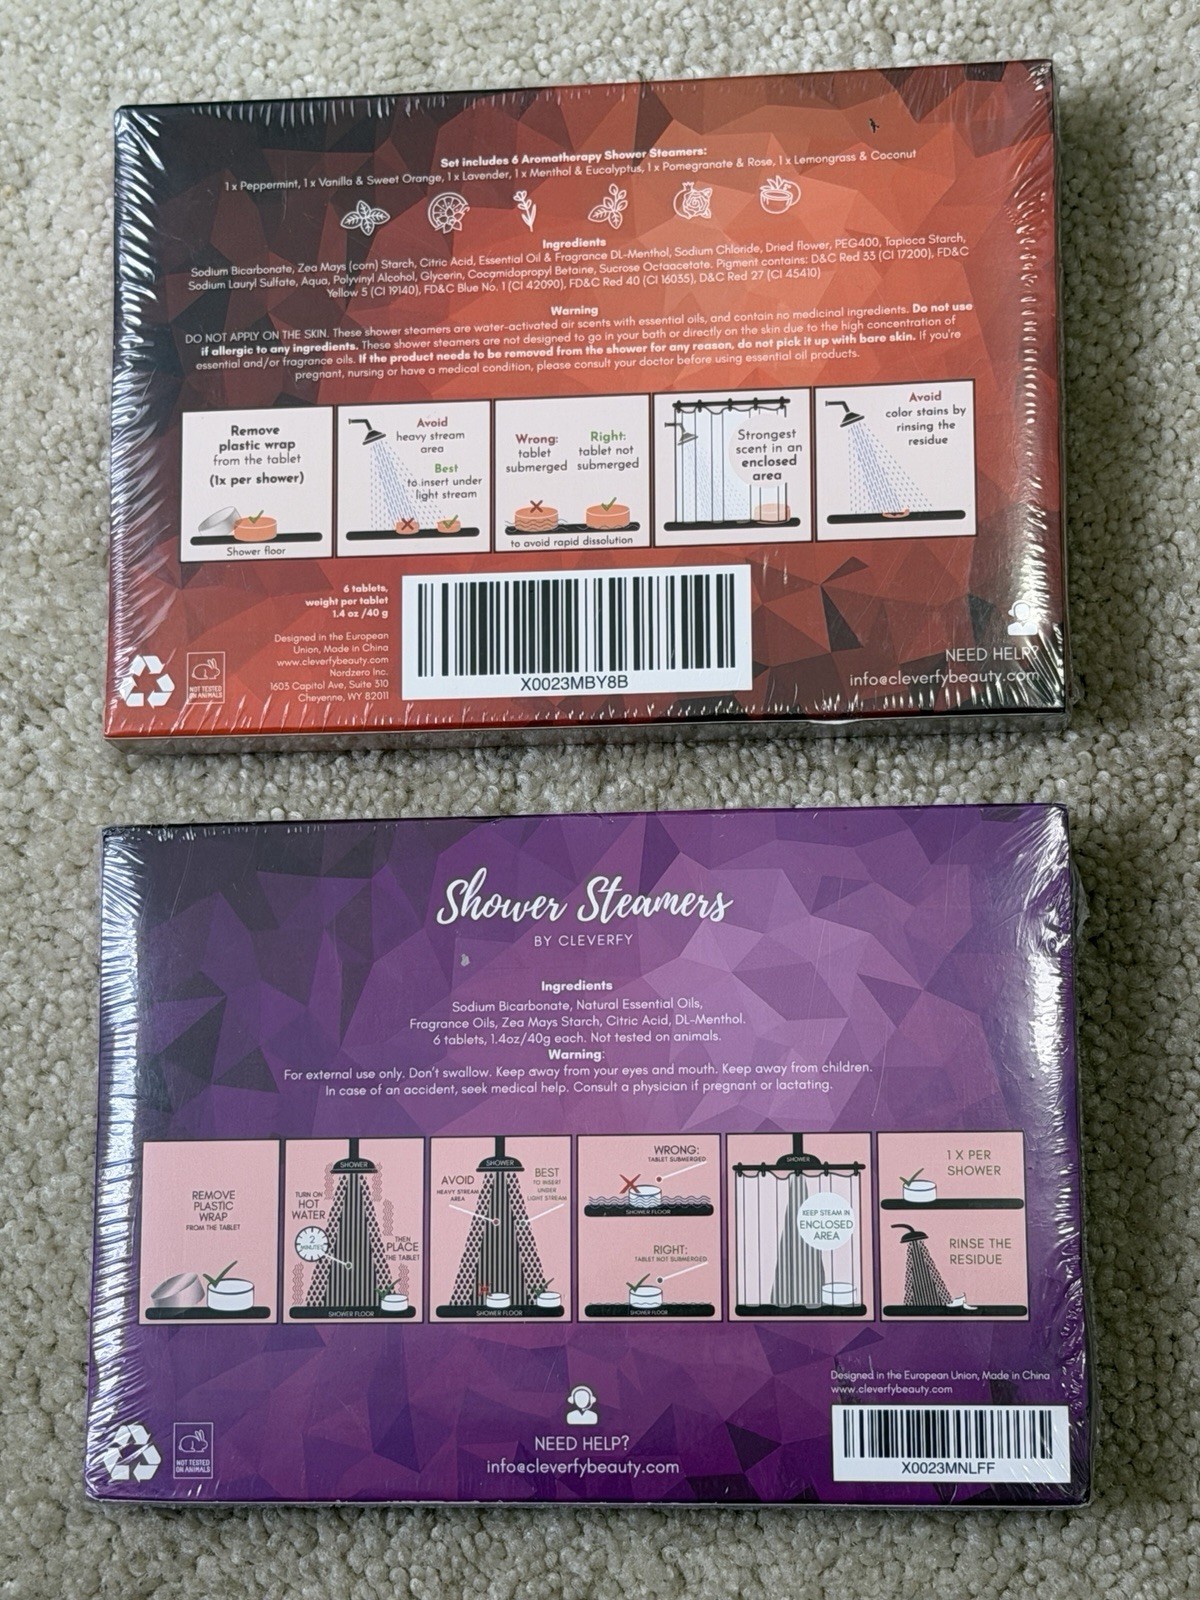 Set includes 6 Aromatherapy Shower Steamers:
1 x Peppermint, 1 x Vanilla & Sweet Orange, 1 x Lavender, 1 x Menthol & Eucalyptus, 1 x Pomegranate & Rose, 1 x Lemongrass & Coconut
Ingredients
Sodium Bicarbonate, Zea Mays (corn) Starch, Citric Acid, Essential Oil & Fragrance DL-Menthol, Sodium Chloride, Dried flower, PEG400, Tapioca Starch,
Sodium Lauryl Sulfate, Aqua, Polyvinyl Alcohol, Glycerin, Cocamidopropyl Betaine, Sucrose Octaacetate. Pigment contains: D&C Red 33 (CI 17200), FD&C
Yellow 5 (CI 19140), FD&C Blue No. 1 (CI 42090), FD&C Red 40 (CI 16035), D&C Red 27 (CI 45410)
Warning
DO NOT APPLY ON THE SKIN. These shower steamers are water-activated air scents with essential oils, and contain no medicinal ingredients. Do not use
if allergic to any ingredients. These shower steamers are not designed to go in your bath or directly on the skin due to the high concentration of
essential and/or fragrance oils. If the product needs to be removed from the shower for any reason, do not pick it up with bare skin. If you're
pregnant, nursing or have a medical condition, please consult your doctor before using essential oil products.
Remove
plastic wrap
from the tablet
(1x per shower)
Shower floor
Avoid
heavy stream
area
Best
to insert under
light stream
Wrong:
tablet
submerged
Right:
tablet not
submerged
to avoid rapid dissolution
Strongest
scent in an
enclosed
area
Avoid
color stains by
rinsing the
residue
6 tablets,
weight per tablet
1.4 oz /40 g
Designed in the European
Union, Made in China
www.cleverfybeauty.com
Nordzero Inc.
1603 Capitol Ave, Suite 310
Cheyenne, WY 82001
NOT TESTED
ON ANIMALS
X0023MBY8B
NEED HELP?
info@cleverfybeauty.com
Shower Steamers
BY CLEVERFY
Ingredients
Sodium Bicarbonate, Natural Essential Oils,
Fragrance Oils, Zea Mays Starch, Citric Acid, DL-Menthol.
6 tablets, 1.4oz/40g each. Not tested on animals.
Warning:
For external use only. Don't swallow. Keep away from your eyes and mouth. Keep away from children.
In case of an accident, seek medical help. Consult a physician if pregnant or lactating.
REMOVE
PLASTIC
WRAP
FROM THE TABLET
SHOWER
TURN ON
HOT
WATER
2
MINUTES
THEN
PLACE
THE TABLET
SHOWER FLOOR
SHOWER
AVOID
HEAVY STREAM
AREA
BEST
TO INSERT
UNDER
LIGHT STREAM
SHOWER FLOOR
WRONG:
TABLET SUBMERGED
SHOWER FLOOR
RIGHT:
TABLET NOT SUBMERGED
SHOWER FLOOR
SHOWER
KEEP STEAM IN
ENCLOSED
AREA
1 X PER
SHOWER
RINSE THE
RESIDUE
Designed in the European Union, Made in China
www.cleverfybeauty.com
X0023MNLFF
NOT TESTED
ON ANIMALS
NEED HELP?
info@cleverfybeauty.com